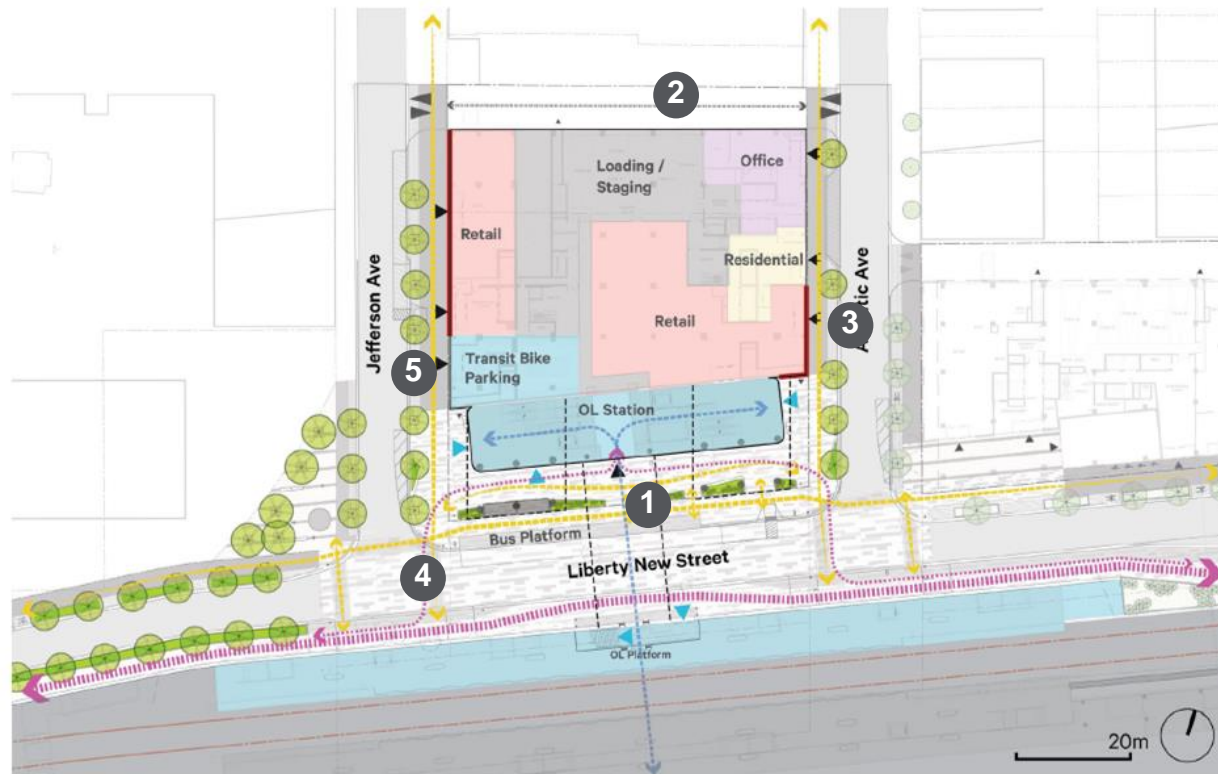 2
Loading /
Staging
Office
Retail
Residential
Jefferson Ave
Retail
3
Ave
5
Transit Bike
Parking
OL Station
1
Bus Platform
4
Liberty New Street
OL Platform
20m